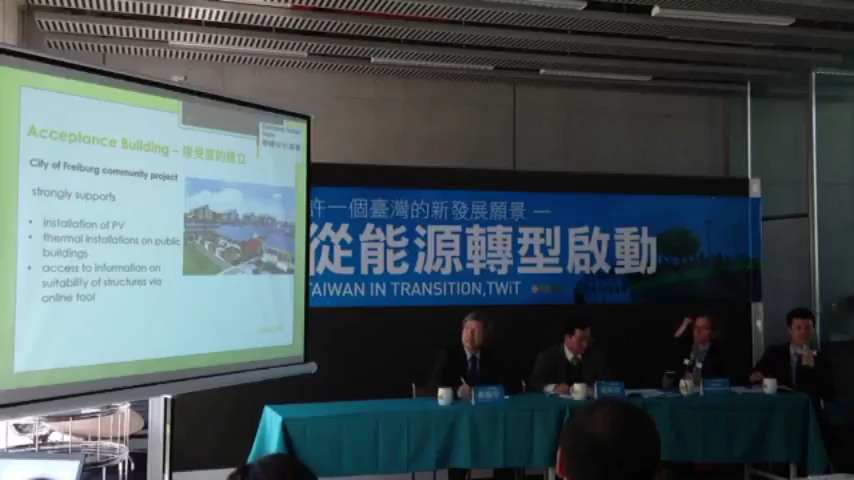 Acceptance Building – 接受度的建立
City of Freiburg community project
strongly supports
• installation of PV
• thermal installations on public
buildings
• access to information on
suitability of structures via
online tool
許一個臺灣的新發展願景 —
從能源轉型啟動
TAIWAN IN TRANSITION,TWiT